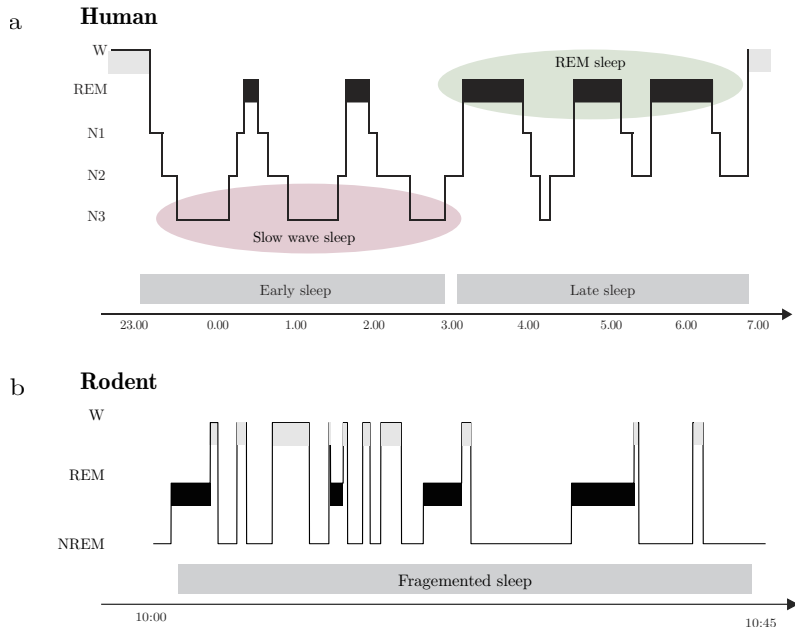 a
Human
W
REM
N1
N2
N3
REM sleep
Slow wave sleep
Early sleep
Late sleep
23.00 0.00 1.00 2.00 3.00 4.00 5.00 6.00 7.00
b
Rodent
W
REM
NREM
Fragemented sleep
10:00
10:45